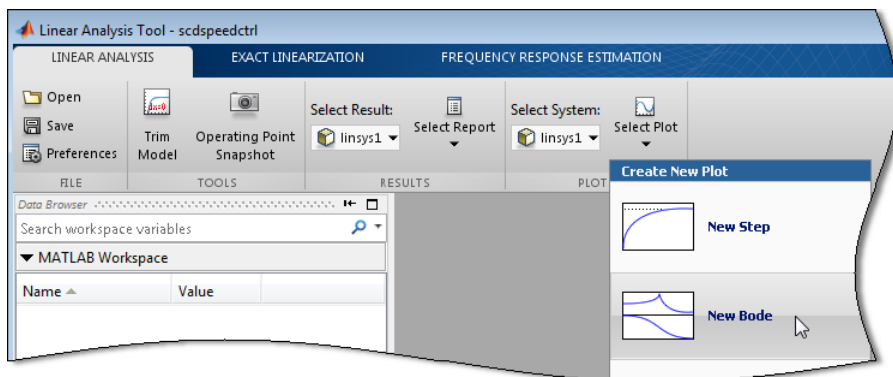 Linear Analysis Tool - scdspeedctrl
LINEAR ANALYSIS EXACT LINEARIZATION FREQUENCY RESPONSE ESTIMATION
Open
Save
Preferences
FILE
Trim
Model
Operating Point
Snapshot
TOOLS
Select Result:
linsys1
Select Report
RESULTS
Select System:
linsys1
Select Plot
PLOT
Create New Plot
New Step
New Bode
Data Browser
Search workspace variables
MATLAB Workspace
Name Value